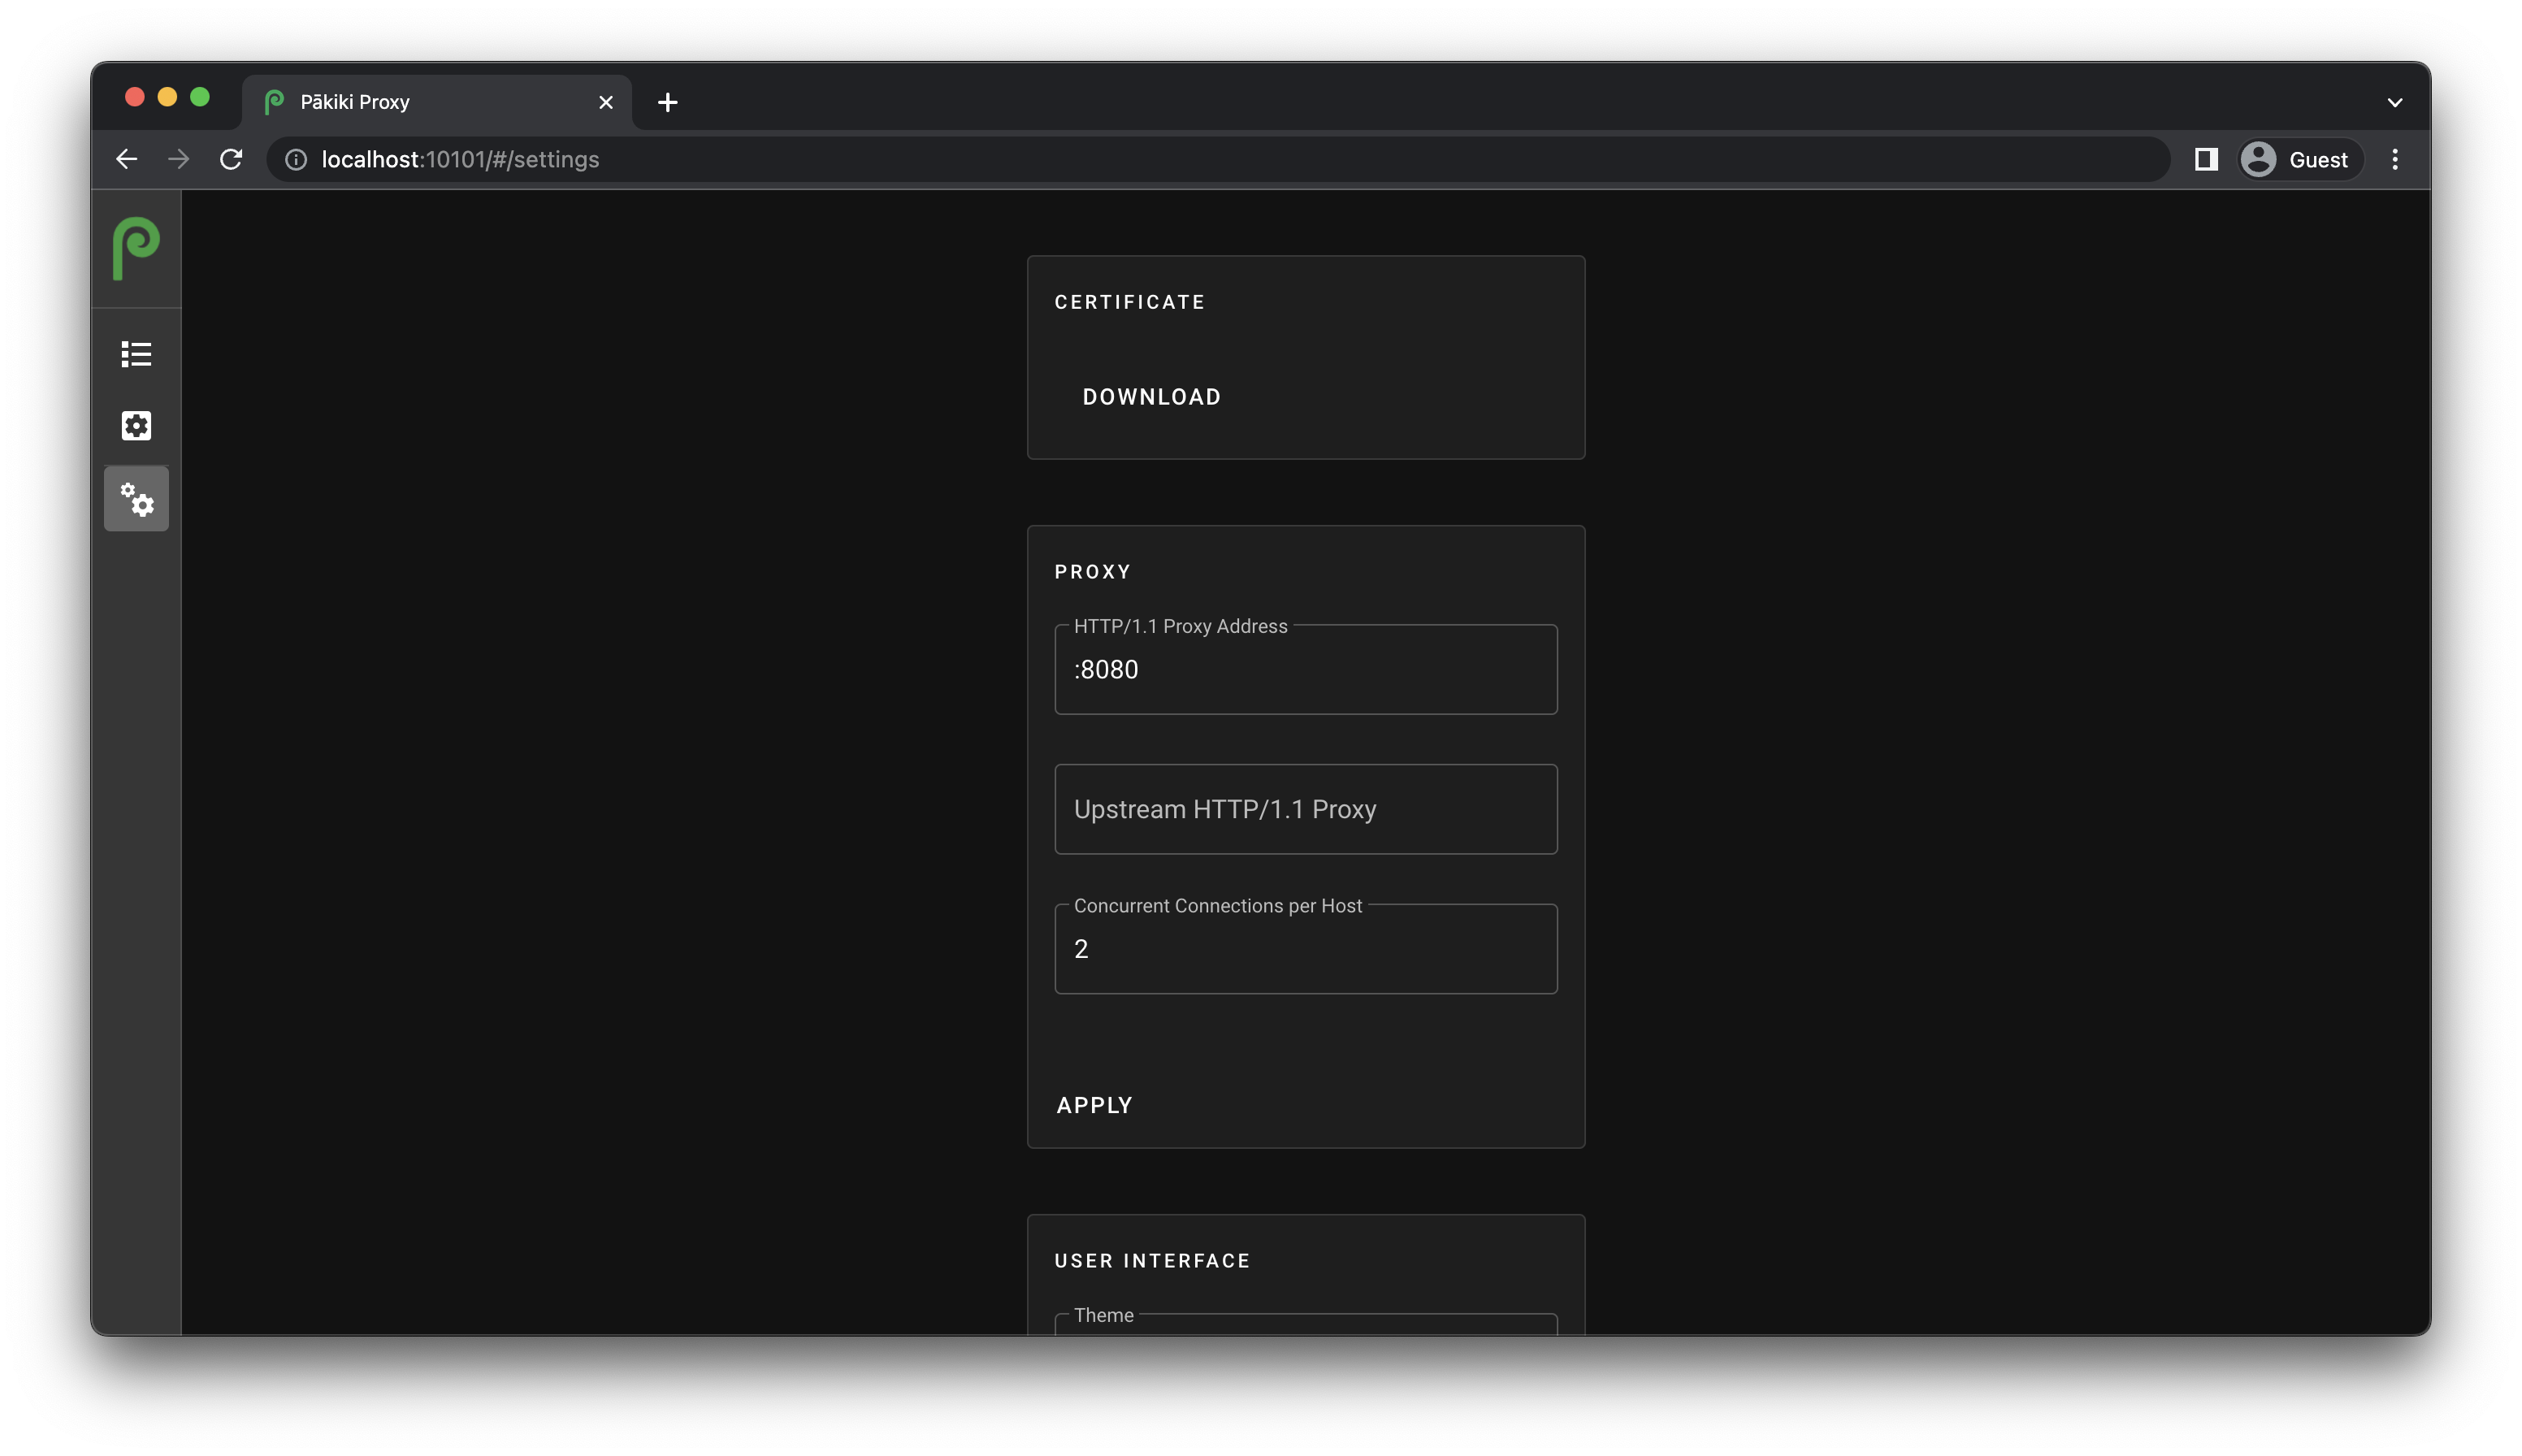 Pākiki Proxy
localhost:10101/#/settings
Guest
CERTIFICATE
DOWNLOAD
PROXY
HTTP/1.1 Proxy Address
:8080
Upstream HTTP/1.1 Proxy
Concurrent Connections per Host
2
APPLY
USER INTERFACE
Theme